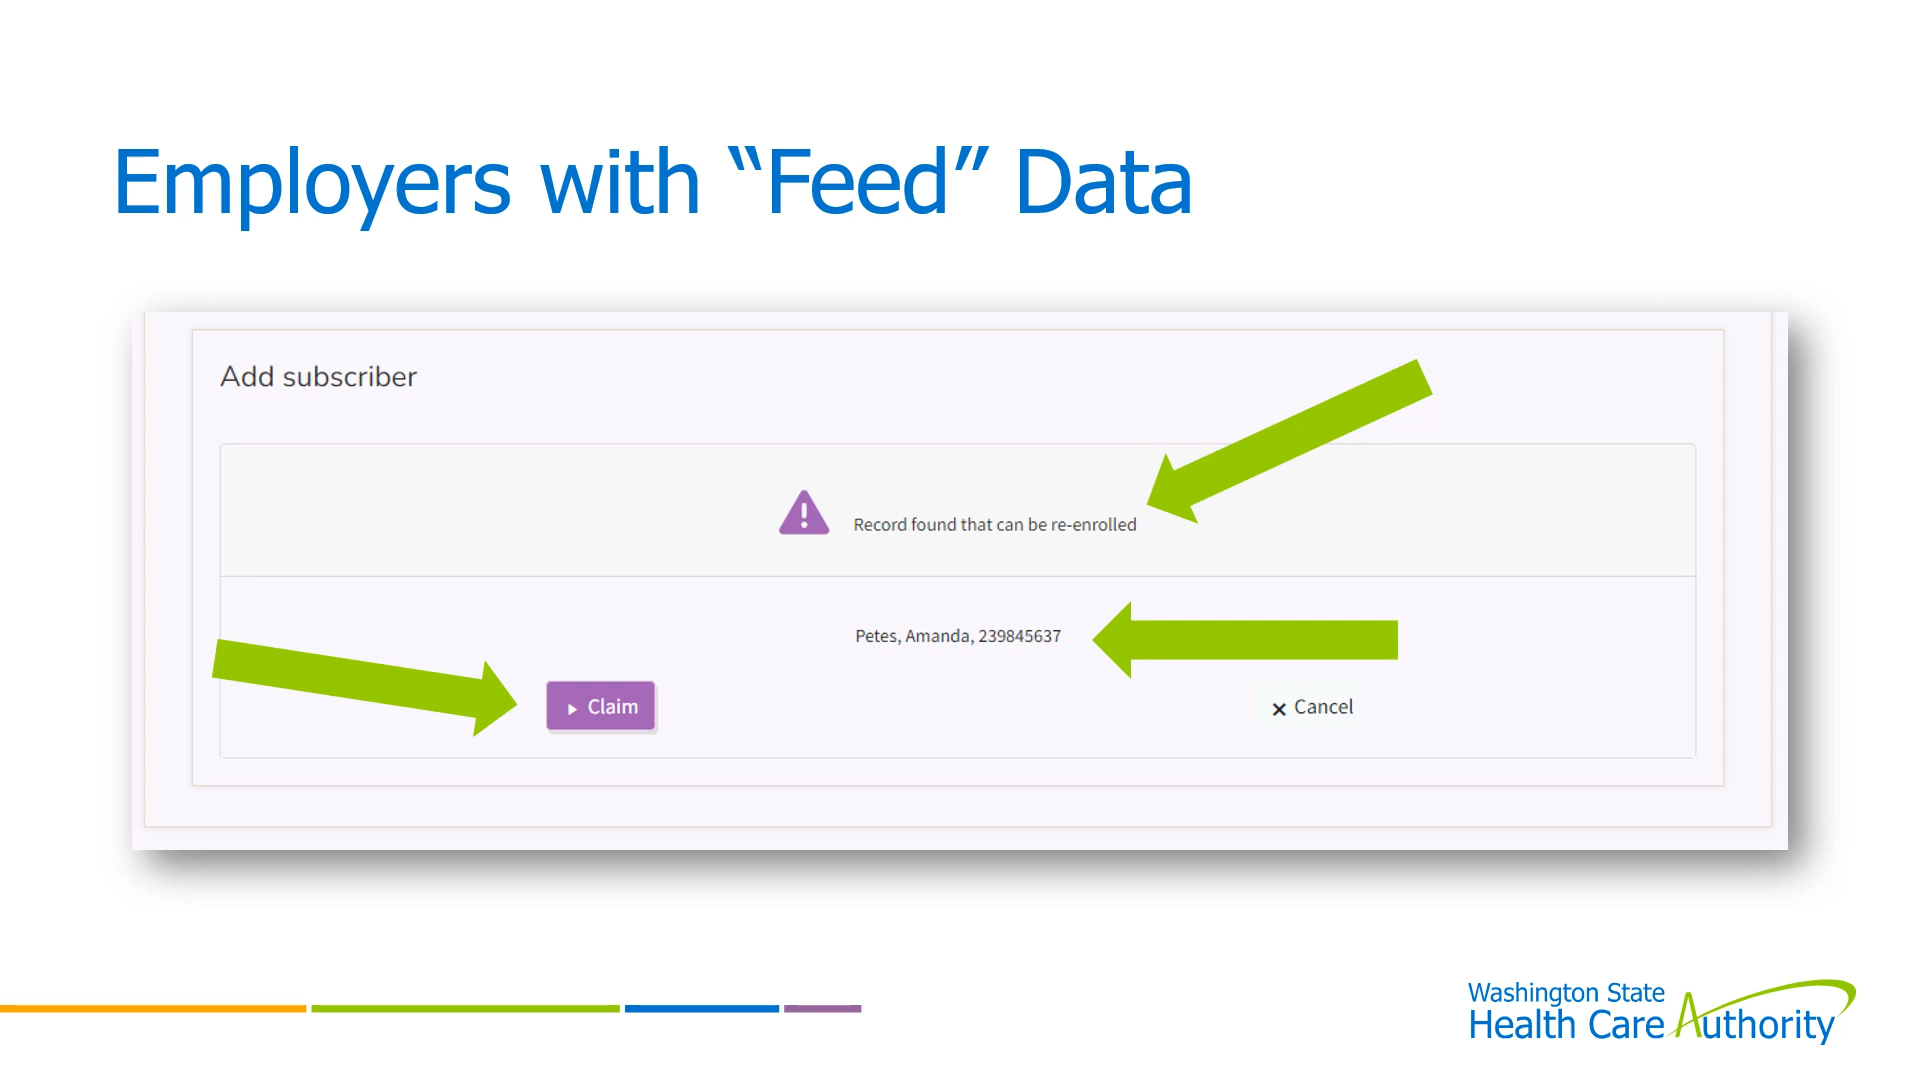 Employers with “Feed” Data
Add subscriber
Record found that can be re-enrolled
Petes, Amanda, 239845637
Claim
Cancel
Washington State
Health Care Authority